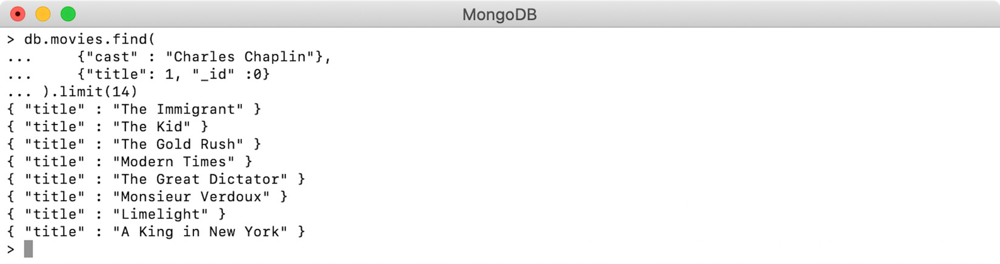 MongoDB
> db.movies.find(
...     {"cast" : "Charles Chaplin"},
...     {"title": 1, "_id" :0}
... ).limit(14)
{ "title" : "The Immigrant" }
{ "title" : "The Kid" }
{ "title" : "The Gold Rush" }
{ "title" : "Modern Times" }
{ "title" : "The Great Dictator" }
{ "title" : "Monsieur Verdoux" }
{ "title" : "Limelight" }
{ "title" : "A King in New York" }
>